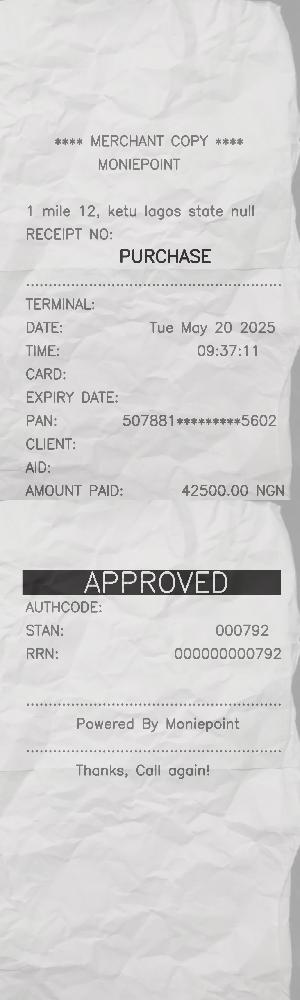 **** MERCHANT COPY ****
MONIEPOINT
1 mile 12, ketu lagos state null
RECEIPT NO:
PURCHASE
TERMINAL:
DATE: Tue May 20 2025
TIME: 09:37:11
CARD:
EXPIRY DATE:
PAN: 507881*********5602
CLIENT:
AID:
AMOUNT PAID: 42500.00 NGN
APPROVED
AUTHCODE:
STAN: 000792
RRN: 000000000792
Powered By Moniepoint
Thanks, Call again!